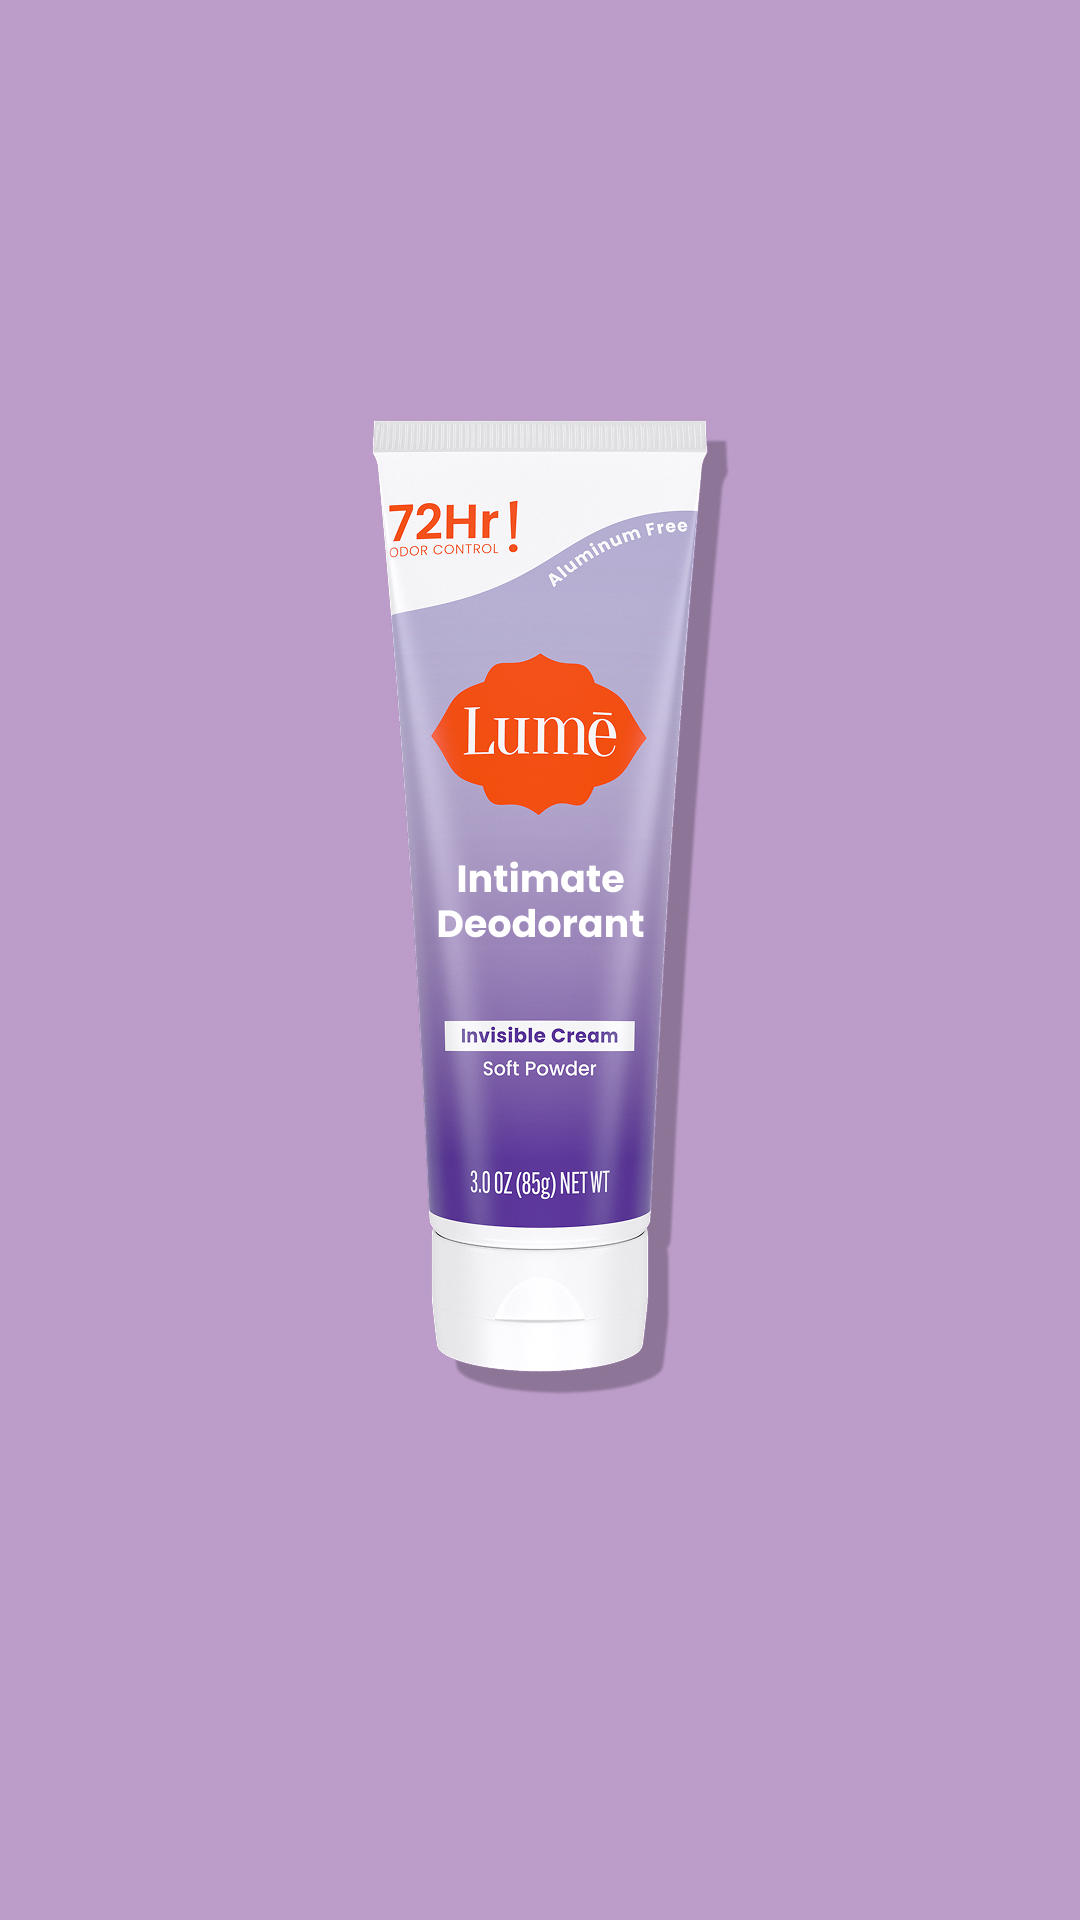 72Hr!
ODOR CONTROL
Aluminum Free
Lumē
Intimate
Deodorant
Invisible Cream
Soft Powder
3.0 OZ (85g) NET WT